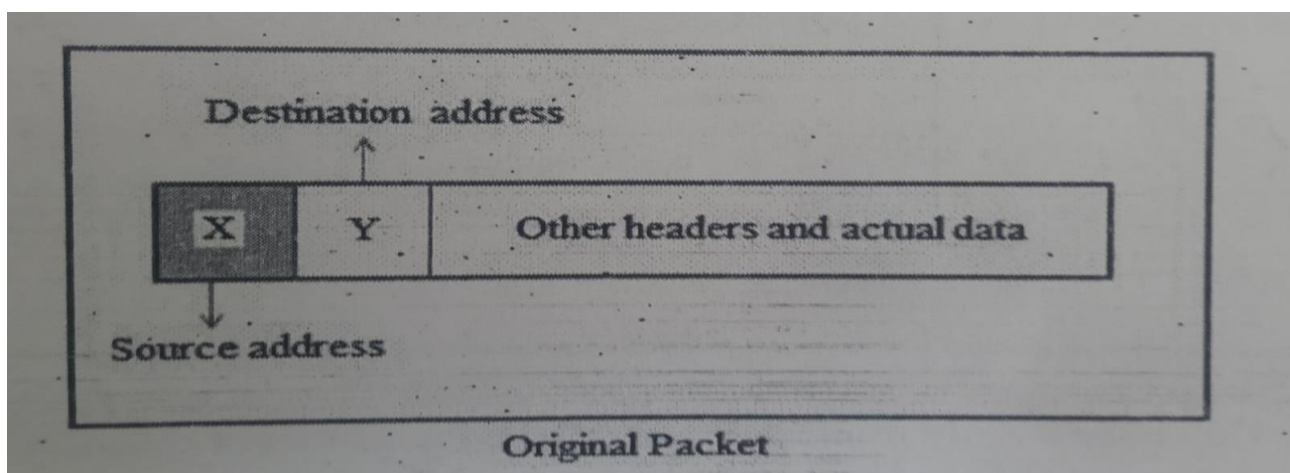 Destination address
X Y Other headers and actual data
Source address
Original Packet